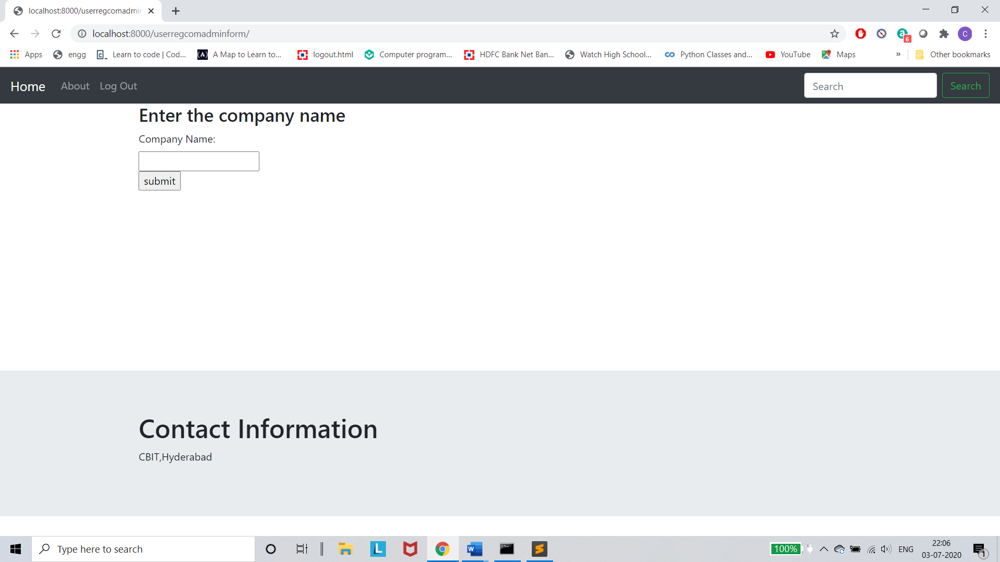 localhost:8000/userregcomadmin
localhost:8000/userregcomadminform/
6
C
Apps
engg
Learn to code | Cod...
A Map to Learn to...
logout.html
Computer program...
HDFC Bank Net Ban...
Watch High School...
Python Classes and...
YouTube
Maps
»
Other bookmarks
Home About Log Out
Search Search
Enter the company name
Company Name:
submit
Contact Information
CBIT,Hyderabad
Type here to search
100%
ENG
22:06
03-07-2020
1